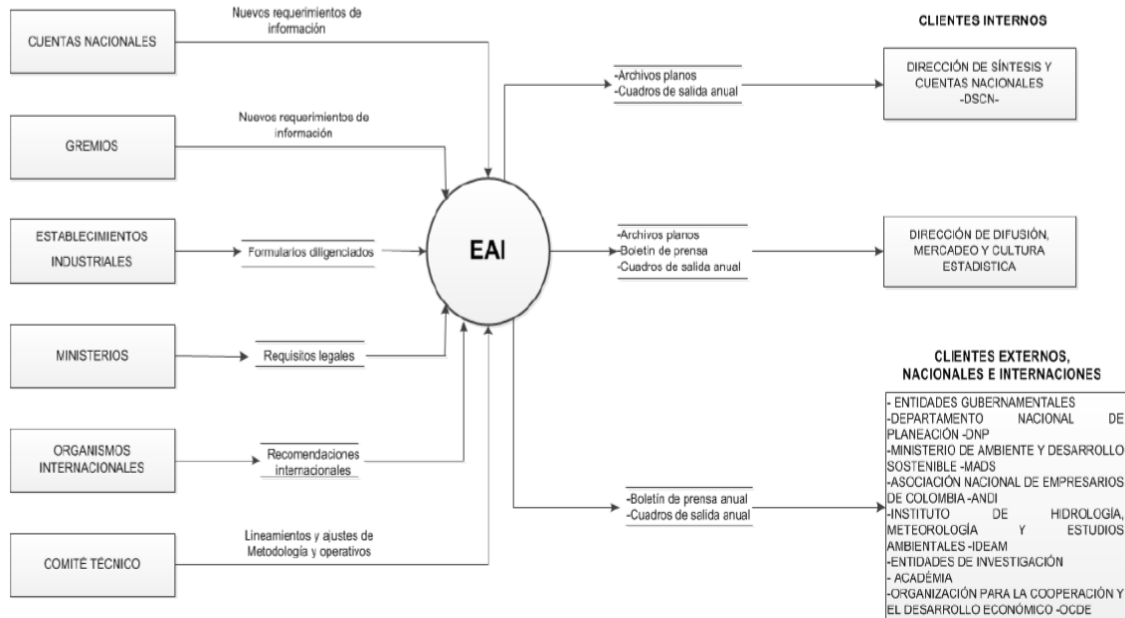 CUENTAS NACIONALES
Nuevos requerimientos de
información
GREMIOS
Nuevos requerimientos de
información
ESTABLECIMIENTOS
INDUSTRIALES
Formularios diligenciados
MINISTERIOS
Requisitos legales
ORGANISMOS
INTERNACIONALES
Recomendaciones
internacionales
COMITÉ TÉCNICO
Lineamientos y ajustes de
Metodología y operativos
EAI
-Archivos planos
-Cuadros de salida anual
-Archivos planos
-Boletin de prensa
-Cuadros de salida anual
-Boletín de prensa anual
-Cuadros de salida anual
CLIENTES INTERNOS
DIRECCIÓN DE SÍNTESIS Y
CUENTAS NACIONALES
-DSCN-
DIRECCIÓN DE DIFUSIÓN,
MERCADEO Y CULTURA
ESTADISTICA
CLIENTES EXTERNOS,
NACIONALES E INTERNACIONES
- ENTIDADES GUBERNAMENTALES
-DEPARTAMENTO NACIONAL DE
PLANEACIÓN -DNP
-MINISTERIO DE AMBIENTE Y DESARROLLO
SOSTENIBLE -MADS
-ASOCIACIÓN NACIONAL DE EMPRESARIOS
DE COLOMBIA -ANDI
-INSTITUTO DE HIDROLOGÍA,
METEOROLOGÍA Y ESTUDIOS
AMBIENTALES -IDEAM
-ENTIDADES DE INVESTIGACIÓN
- ACADÉMIA
-ORGANIZACIÓN PARA LA COOPERACIÓN Y
EL DESARROLLO ECONÓMICO -OCDE